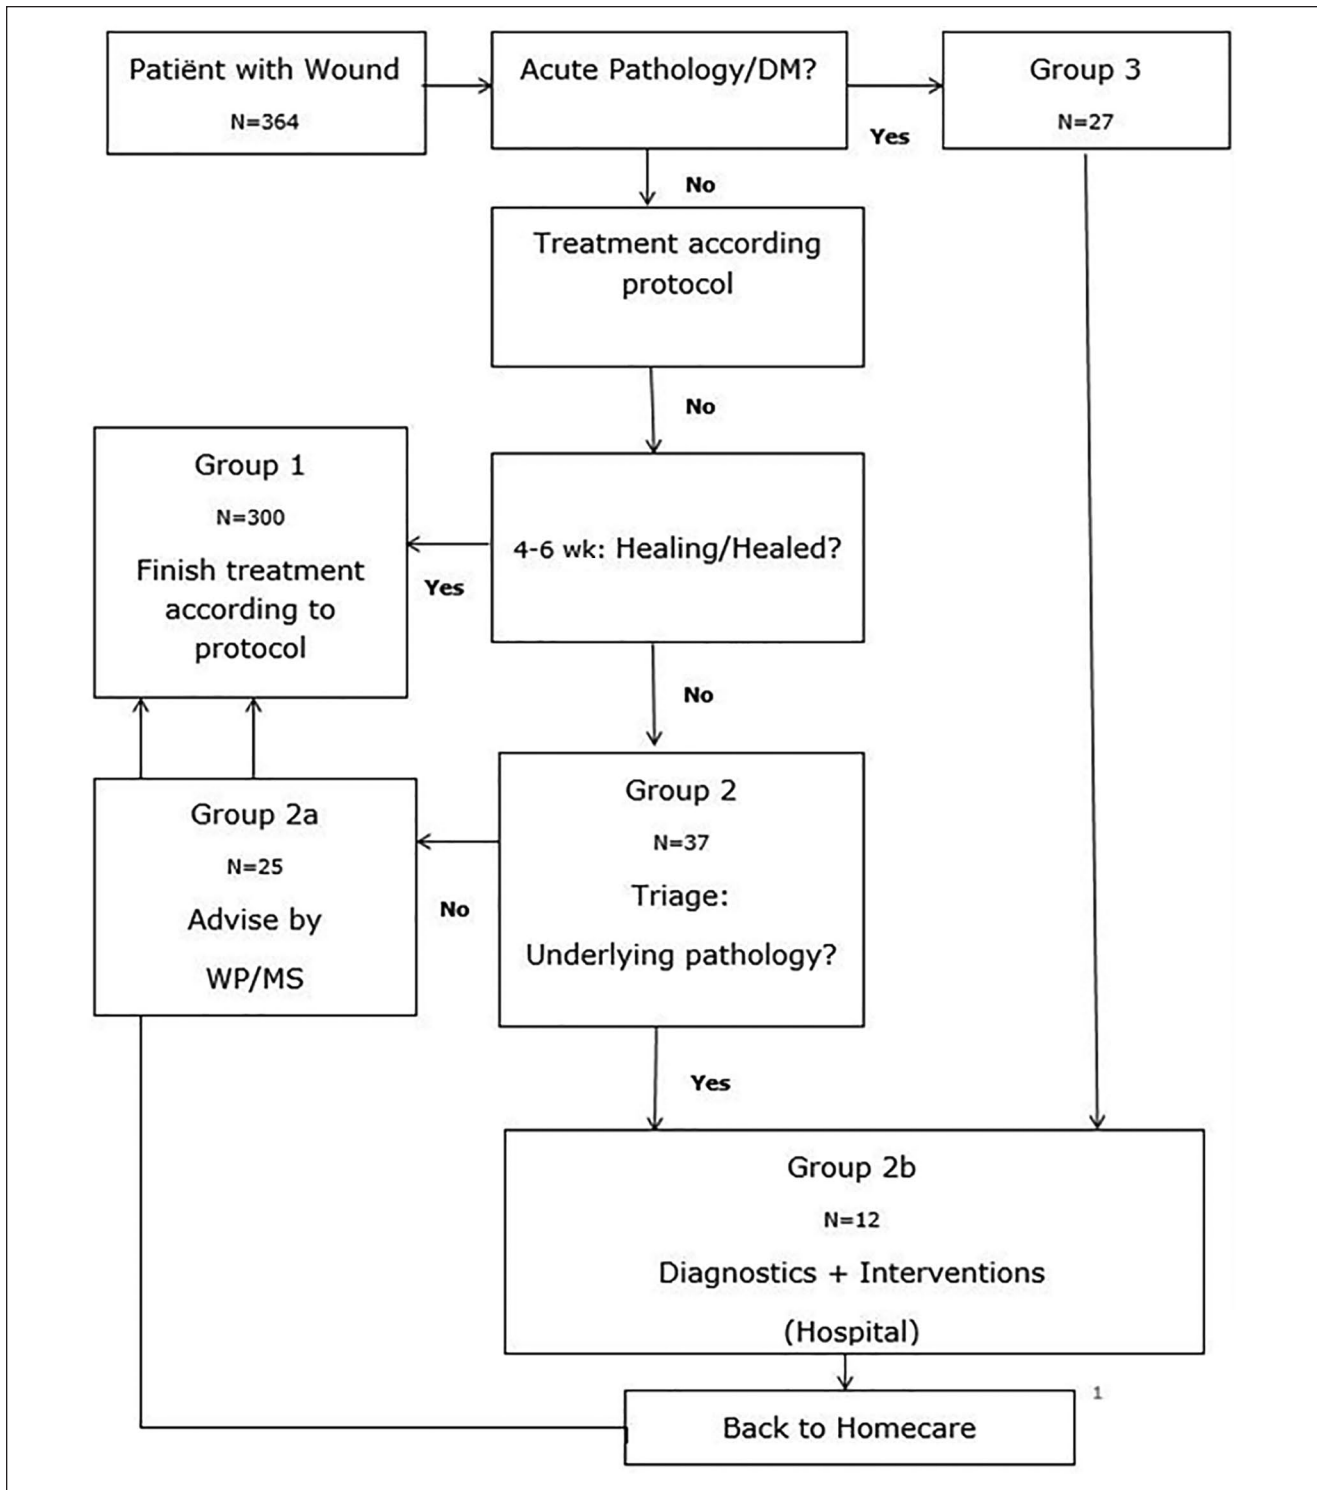 Patiënt with Wound
N=364
Acute Pathology/DM?
Yes
Group 3
N=27
No
Treatment according
protocol
No
4-6 wk: Healing/Healed?
Yes
Group 1
N=300
Finish treatment
according to
protocol
No
Group 2
N=37
Triage:
Underlying pathology?
No
Group 2a
N=25
Advise by
WP/MS
Yes
Group 2b
N=12
Diagnostics + Interventions
(Hospital)
1
Back to Homecare